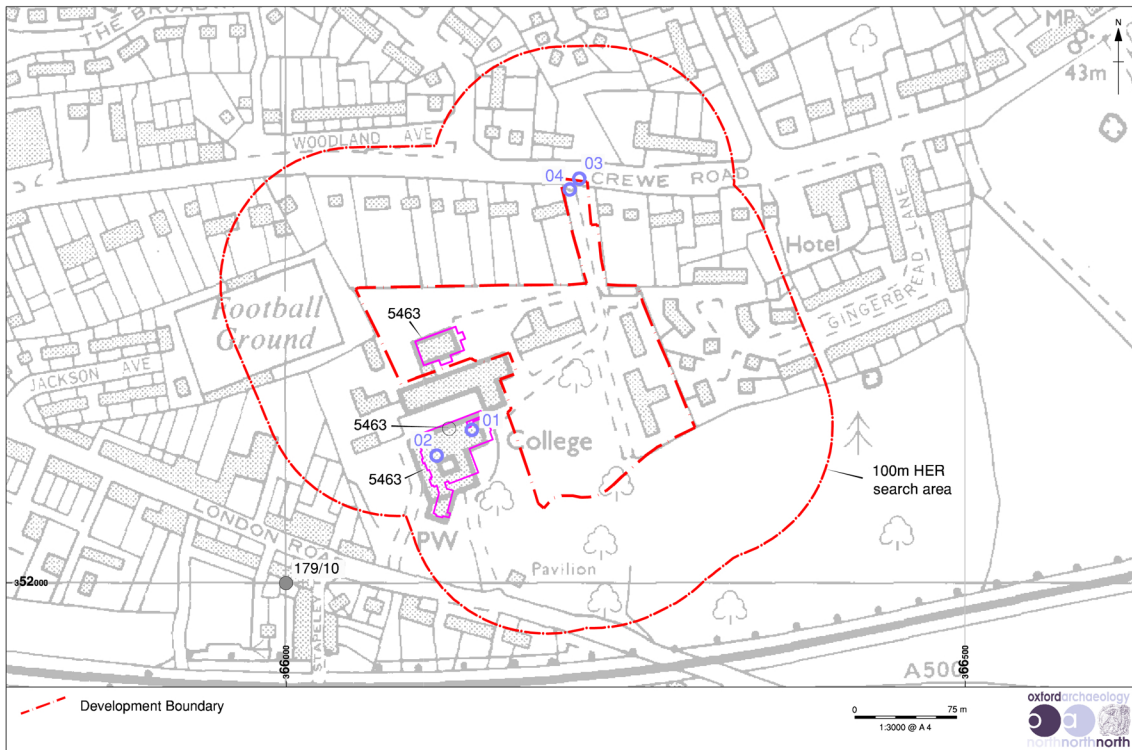 THE BROADW
MP
N
43m
WOODLAND AVE
03
04
CREWE ROAD
Hotel
GINGERBREAD LANE
Football
Ground
5463
JACKSON AVE
5463
01
College
02
5463
100m HER
search area
LONDON ROAD
PW
179/10
Pavilion
352000
STAPELEY
366000
366500
A500
Development Boundary
0 75 m
1:3000 @ A 4
oxfordarchaeology
northnorthnorth